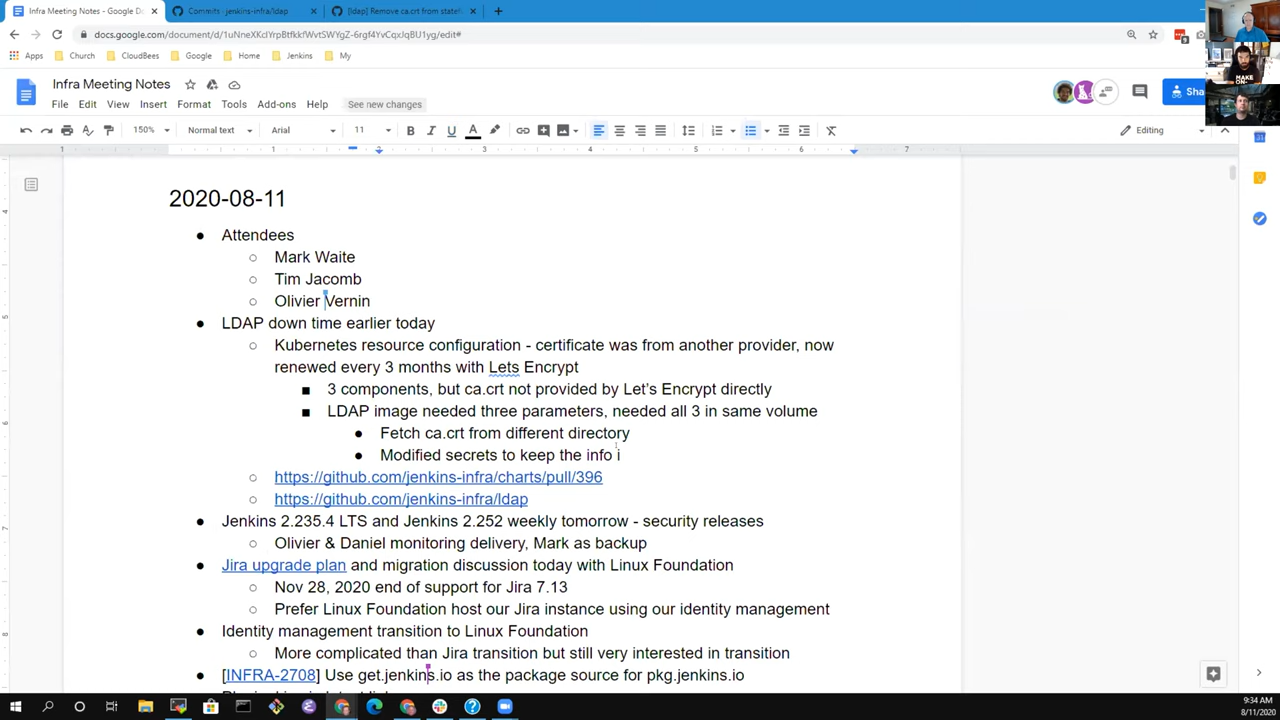 Infra Meeting Notes - Google D
Commits · jenkins-infra/ldap
[ldap] Remove ca.crt from statef
docs.google.com/document/d/1uNneXKclYrpBtfkkfWvtSWYgZ-6rgf4YvCqxJqBU1yg/edit#
Apps
Church
CloudBees
Google
Home
Jenkins
My
Infra Meeting Notes
File Edit View Insert Format Tools Add-ons Help
See new changes
Sha
150% Normal text Arial 11
Editing
1 1 2 3 4 5 6 7
2020-08-11
● Attendees
○ Mark Waite
○ Tim Jacomb
○ Olivier Vernin
● LDAP down time earlier today
○ Kubernetes resource configuration - certificate was from another provider, now
renewed every 3 months with Lets Encrypt
■ 3 components, but ca.crt not provided by Let's Encrypt directly
■ LDAP image needed three parameters, needed all 3 in same volume
● Fetch ca.crt from different directory
● Modified secrets to keep the info i
○ https://github.com/jenkins-infra/charts/pull/396
○ https://github.com/jenkins-infra/ldap
● Jenkins 2.235.4 LTS and Jenkins 2.252 weekly tomorrow - security releases
○ Olivier & Daniel monitoring delivery, Mark as backup
● Jira upgrade plan and migration discussion today with Linux Foundation
○ Nov 28, 2020 end of support for Jira 7.13
○ Prefer Linux Foundation host our Jira instance using our identity management
● Identity management transition to Linux Foundation
○ More complicated than Jira transition but still very interested in transition
● [INFRA-2708] Use get.jenkins.io as the package source for pkg.jenkins.io
9:34 AM
8/11/2020